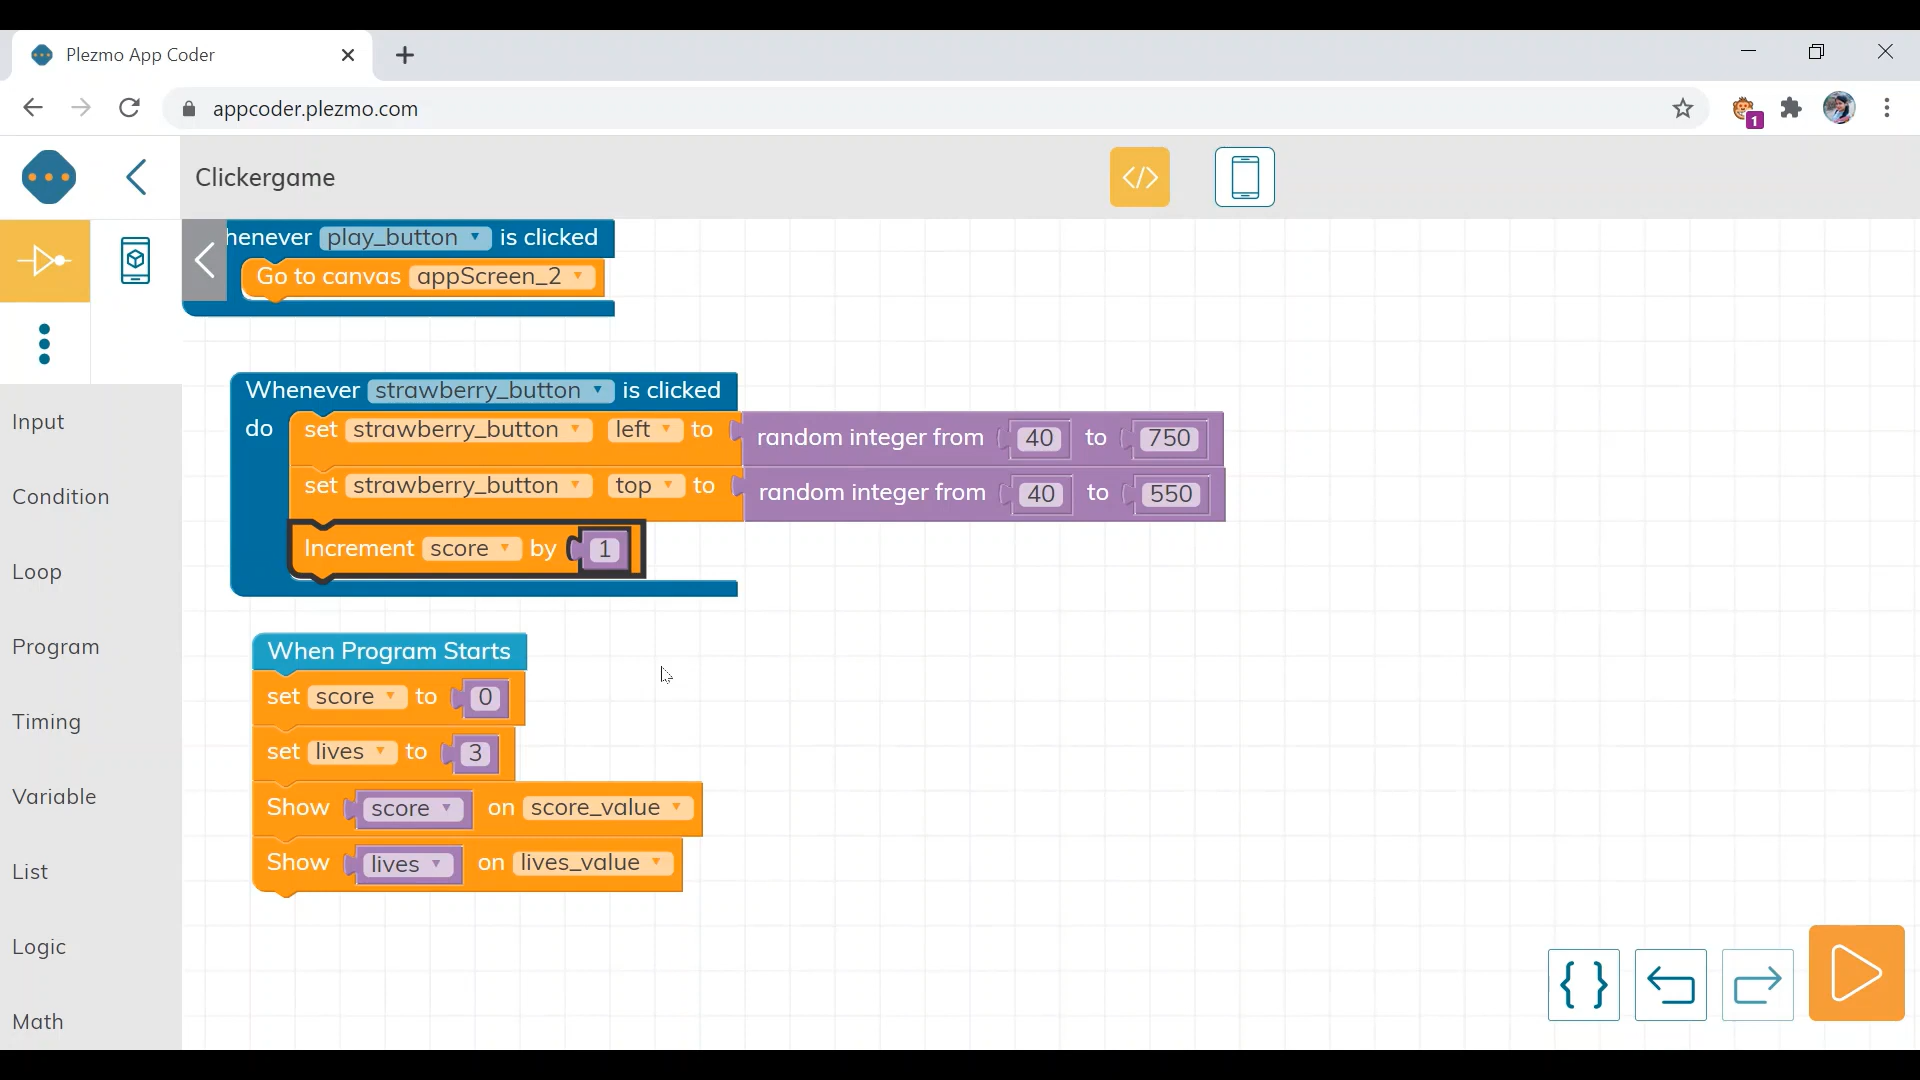 Plezmo App Coder
appcoder.plezmo.com
1
Clickergame
henever play_button is clicked
Go to canvas appScreen_2
Whenever strawberry_button is clicked
do set strawberry_button left to random integer from 40 to 750
set strawberry_button top to random integer from 40 to 550
Increment score by 1
When Program Starts
set score to 0
set lives to 3
Show score on score_value
Show lives on lives_value
Input
Condition
Loop
Program
Timing
Variable
List
Logic
Math